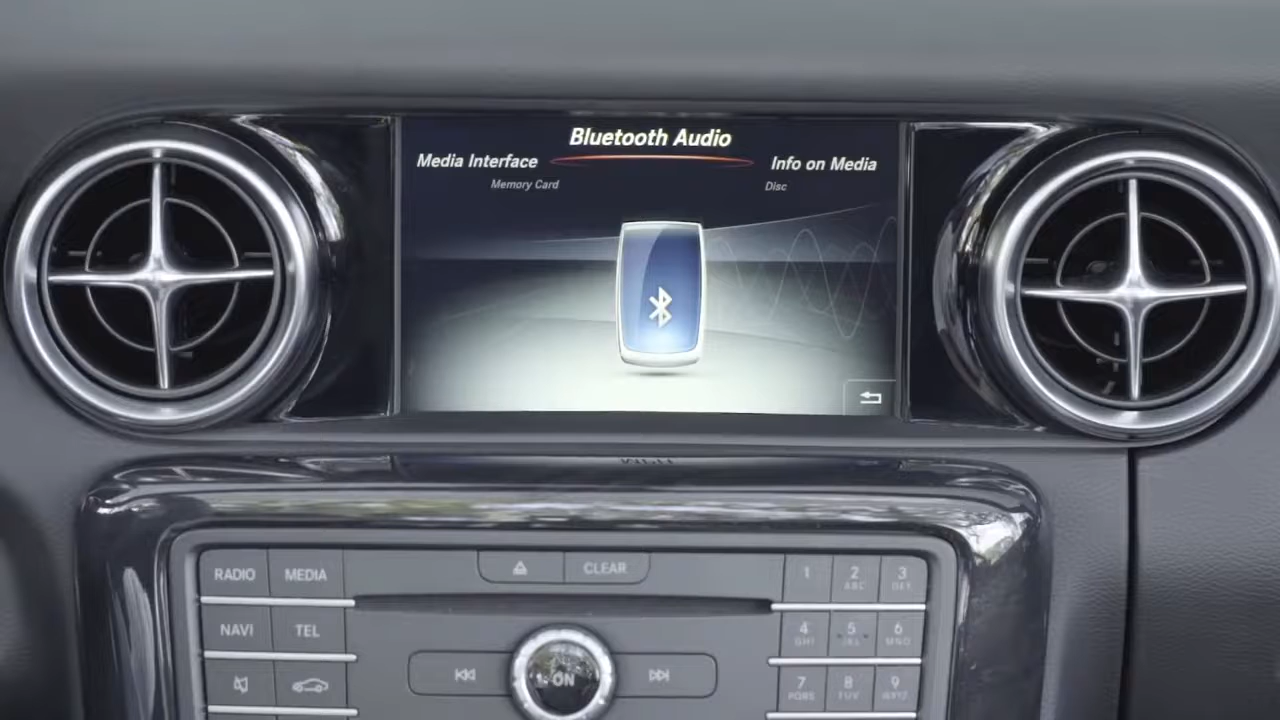 Bluetooth Audio
Media Interface
Info on Media
Memory Card
Disc
RADIO
MEDIA
CLEAR
1
2
3
ABC
DEF
NAVI
TEL
4
5
6
GHI
JKL
MNO
ON
7
8
9
PQRS
TUV
WXYZ